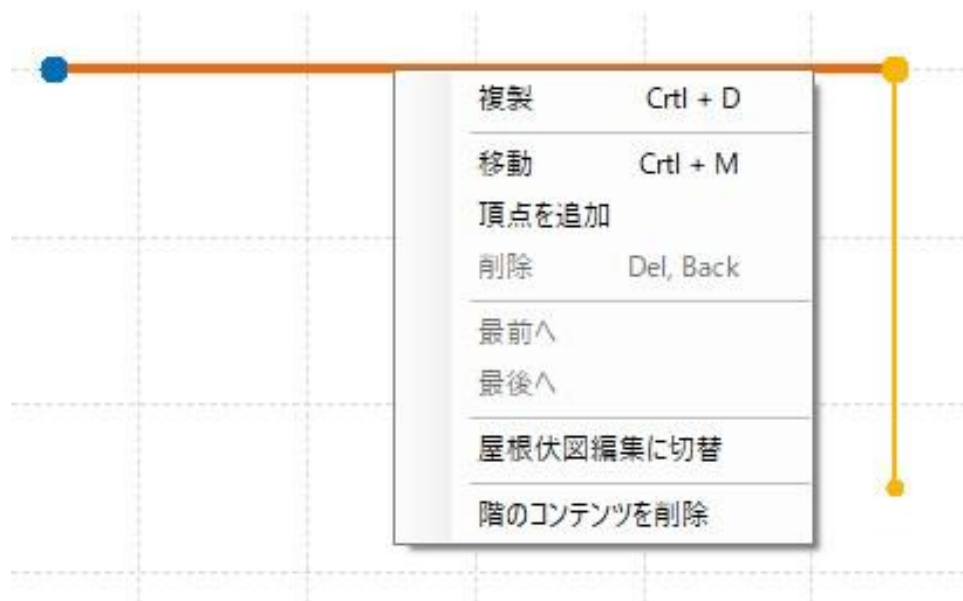 複製 Crtl + D
移動 Crtl + M
頂点を追加
削除 Del, Back
最前へ
最後へ
屋根伏図編集に切替
階のコンテンツを削除